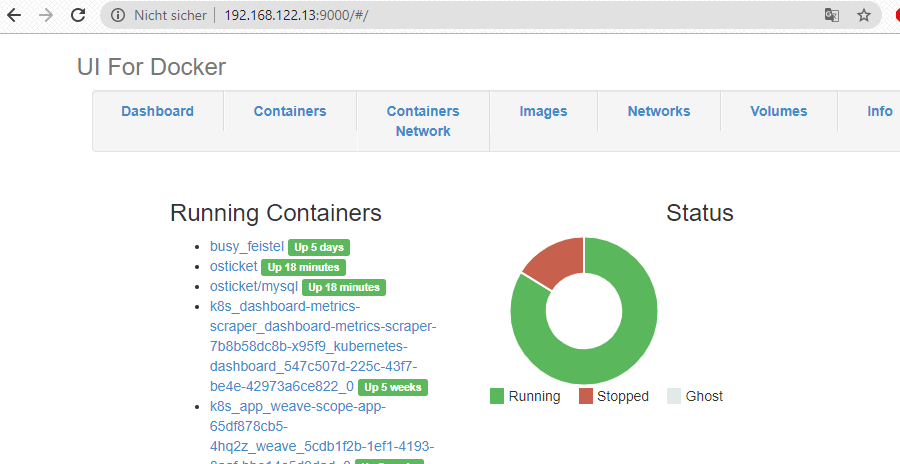 Nicht sicher | 192.168.122.13:9000/#/
UI For Docker
Dashboard Containers Containers Network Images Networks Volumes Info
Running Containers
busy_feistel Up 5 days
osticket Up 18 minutes
osticket/mysql Up 18 minutes
k8s_dashboard-metrics-
scraper_dashboard-metrics-scraper-
7b8b58dc8b-x95f9_kubernetes-
dashboard_547c507d-225c-43f7-
be4e-42973a6ce822_0 Up 5 weeks
k8s_app_weave-scope-app-
65df878cb5-
4hq2z_weave_5cdb1f2b-1ef1-4193-
Status
Running Stopped Ghost